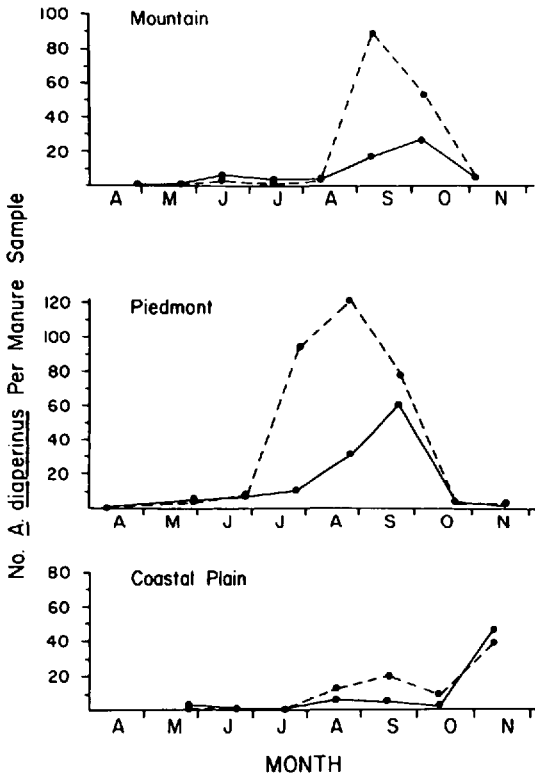 No. A. diaperinus Per Manure Sample
Mountain
100
80
60
40
20
A M J J A S O N
Piedmont
120
100
80
60
40
20
A M J J A S O N
Coastal Plain
80
60
40
20
A M J J A S O N
MONTH